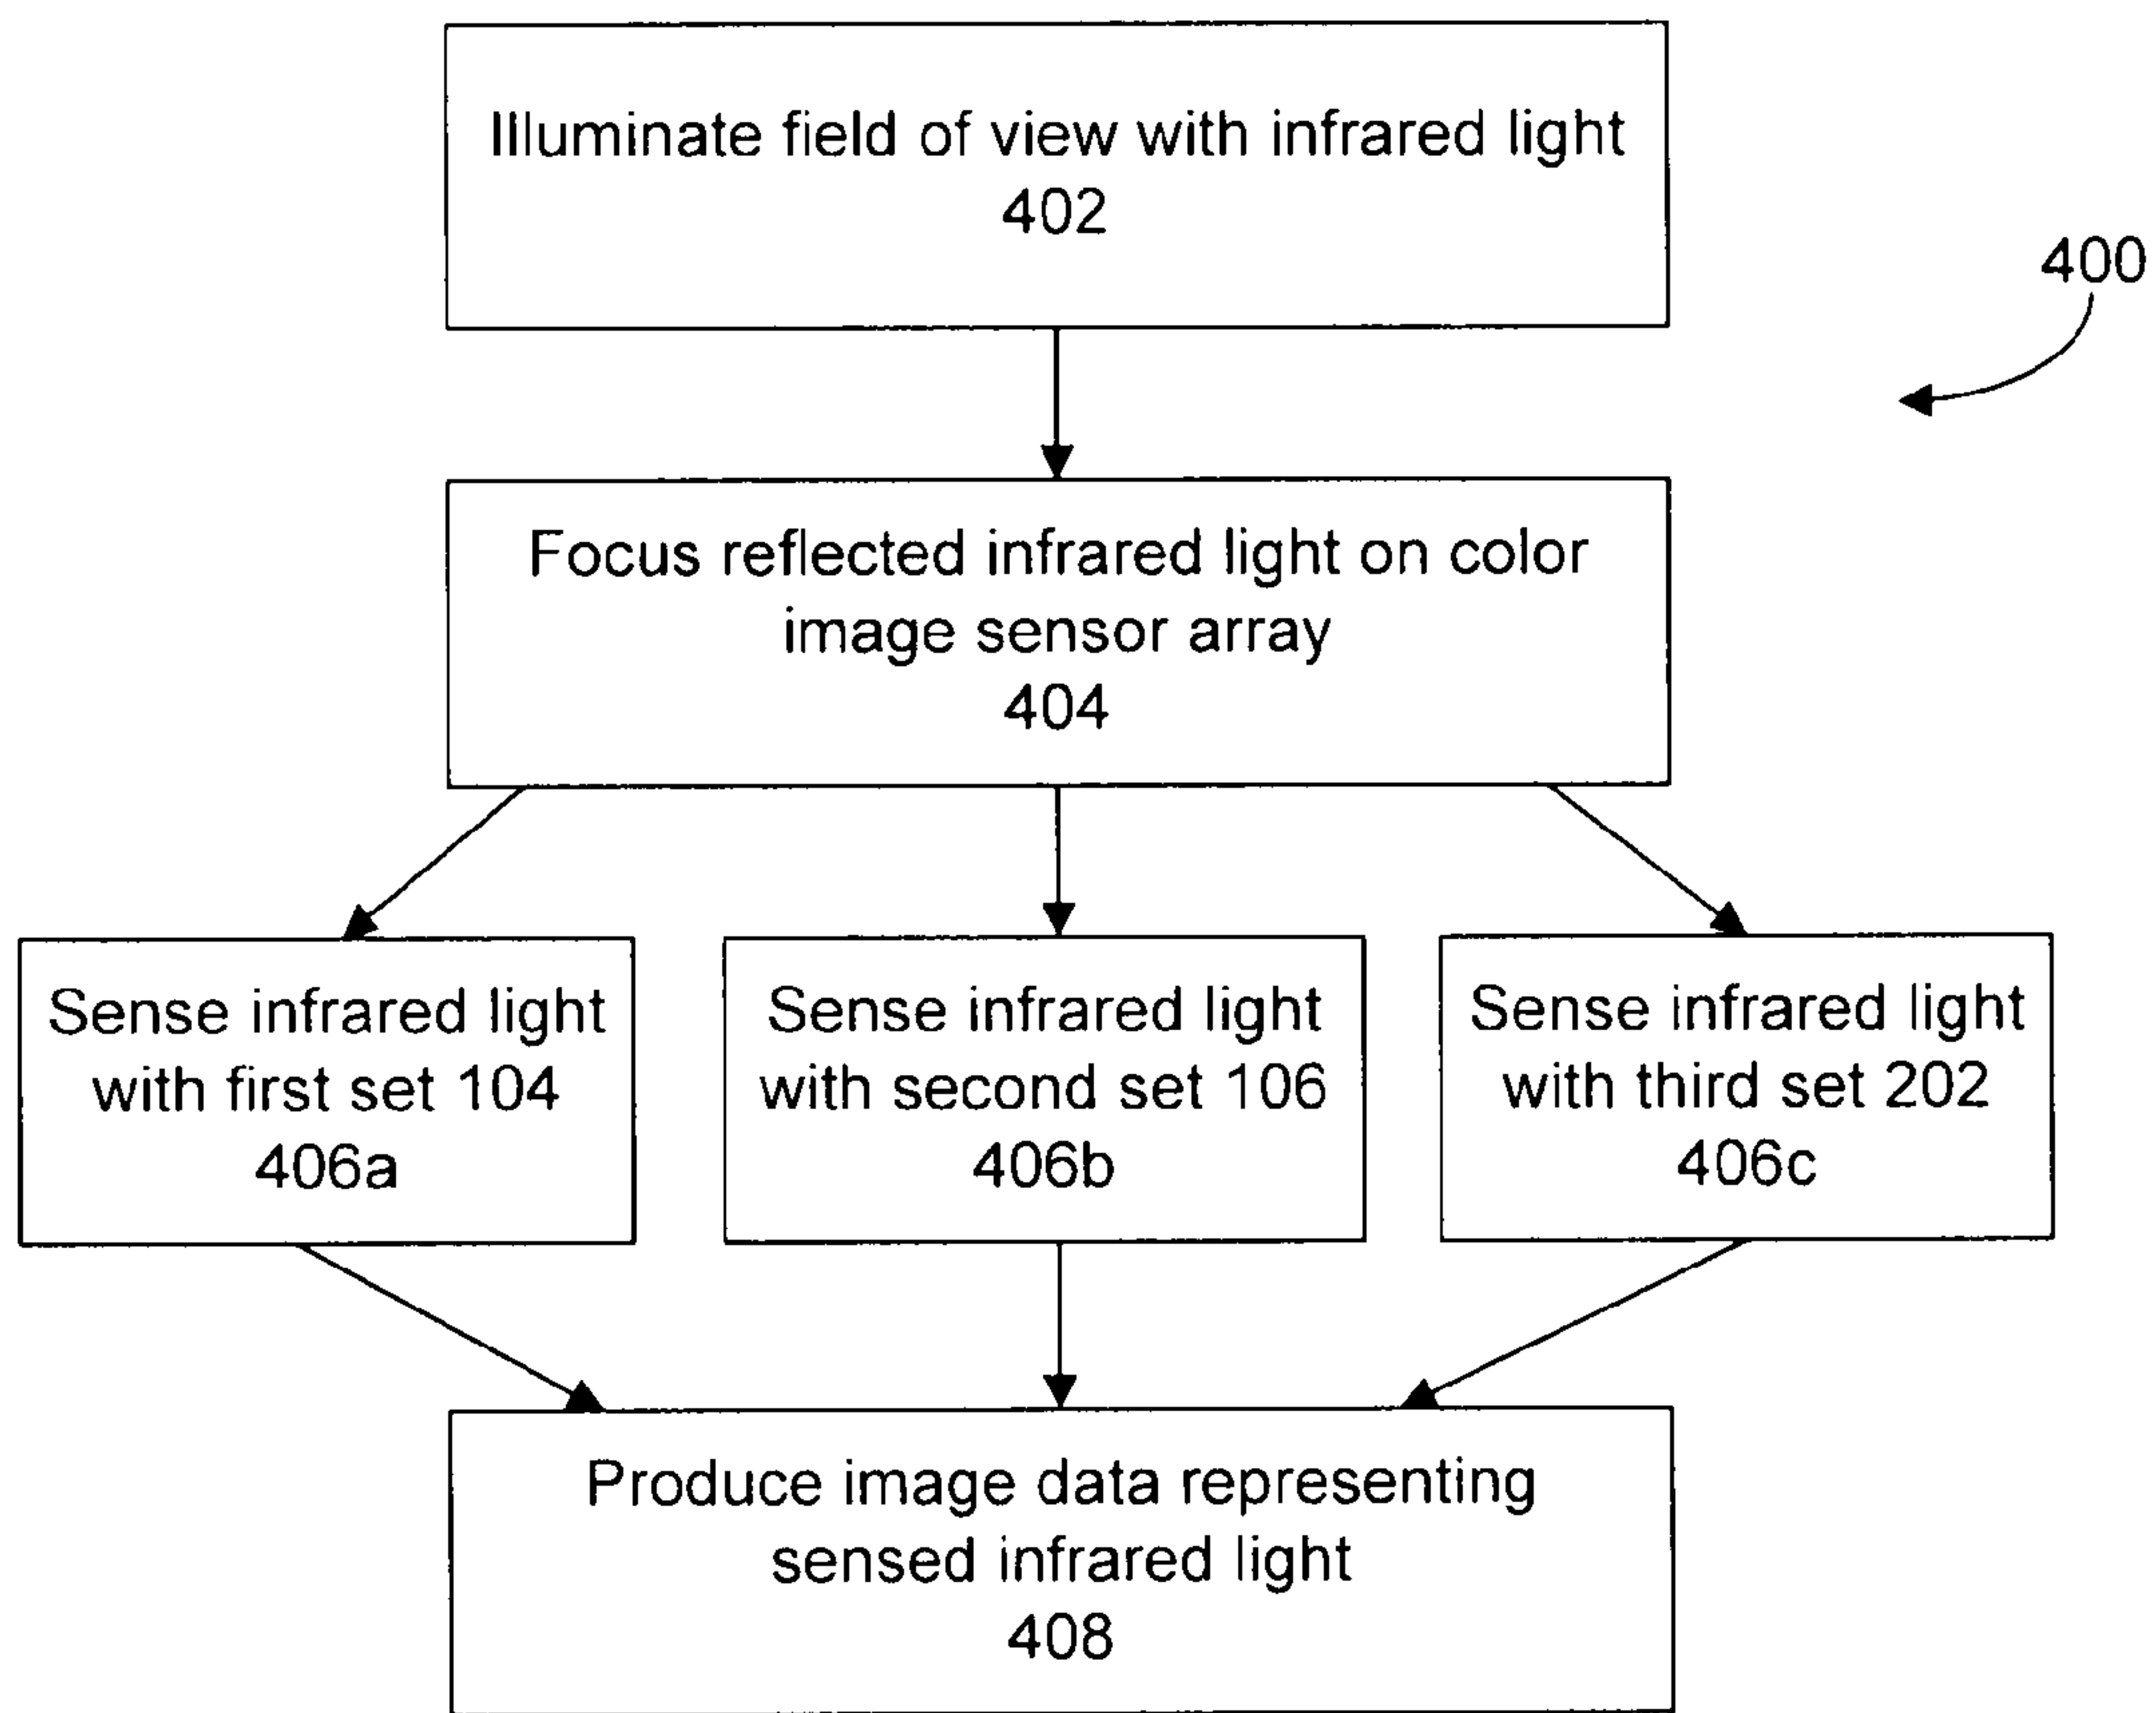 Illuminate field of view with infrared light
402
400
Focus reflected infrared light on color
image sensor array
404
Sense infrared light
with first set 104
406a
Sense infrared light
with second set 106
406b
Sense infrared light
with third set 202
406c
Produce image data representing
sensed infrared light
408